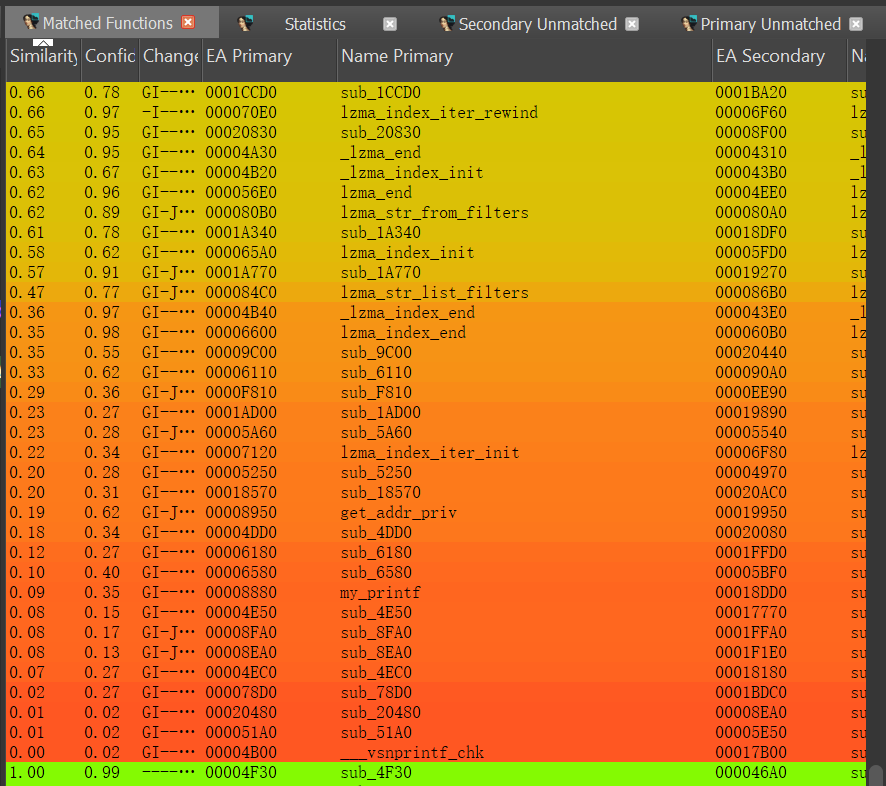 Matched Functions Statistics Secondary Unmatched Primary Unmatched
Similarity Confid Change EA Primary Name Primary EA Secondary Na
0.66 0.78 GI--··· 0001CCD0 sub_1CCD0 0001BA20 su
0.66 0.97 -I--··· 000070E0 lzma_index_iter_rewind 00006F60 lz
0.65 0.95 GI--··· 00020830 sub_20830 00008F00 su
0.64 0.95 GI--··· 00004A30 _lzma_end 00004310 _l
0.63 0.67 GI--··· 00004B20 _lzma_index_init 000043B0 _l
0.62 0.96 GI--··· 000056E0 lzma_end 00004EE0 lz
0.62 0.89 GI-J··· 000080B0 lzma_str_from_filters 000080A0 lz
0.61 0.78 GI--··· 0001A340 sub_1A340 00018DF0 su
0.58 0.62 GI--··· 000065A0 lzma_index_init 00005FD0 lz
0.57 0.91 GI-J··· 0001A770 sub_1A770 00019270 su
0.47 0.77 GI-J··· 000084C0 lzma_str_list_filters 000086B0 lz
0.36 0.97 GI--··· 00004B40 _lzma_index_end 000043E0 _l
0.35 0.98 GI--··· 00006600 lzma_index_end 000060B0 lz
0.35 0.55 GI--··· 00009C00 sub_9C00 00020440 su
0.33 0.62 GI--··· 00006110 sub_6110 000090A0 su
0.29 0.36 GI-J··· 0000F810 sub_F810 0000EE90 su
0.23 0.27 GI--··· 0001AD00 sub_1AD00 00019890 su
0.23 0.28 GI-J··· 00005A60 sub_5A60 00005540 su
0.22 0.34 GI--··· 00007120 lzma_index_iter_init 00006F80 lz
0.20 0.28 GI--··· 00005250 sub_5250 00004970 su
0.20 0.31 GI--··· 00018570 sub_18570 00020AC0 su
0.19 0.62 GI-J··· 00008950 get_addr_priv 00019950 su
0.18 0.34 GI--··· 00004DD0 sub_4DD0 00020080 su
0.12 0.27 GI--··· 00006180 sub_6180 0001FFD0 su
0.10 0.40 GI--··· 00006580 sub_6580 00005BF0 su
0.09 0.35 GI--··· 00008880 my_printf 00018DD0 su
0.08 0.15 GI--··· 00004E50 sub_4E50 00017770 su
0.08 0.17 GI-J··· 00008FA0 sub_8FA0 0001FFA0 su
0.08 0.13 GI-J··· 00008EA0 sub_8EA0 0001F1E0 su
0.07 0.27 GI--··· 00004EC0 sub_4EC0 00018180 su
0.02 0.27 GI--··· 000078D0 sub_78D0 0001BDC0 su
0.01 0.02 GI--··· 00020480 sub_20480 00008EA0 su
0.01 0.02 GI--··· 000051A0 sub_51A0 00005E50 su
0.00 0.02 GI--··· 00004B00 ___vsnprintf_chk 00017B00 su
1.00 0.99 ----··· 00004F30 sub_4F30 000046A0 su